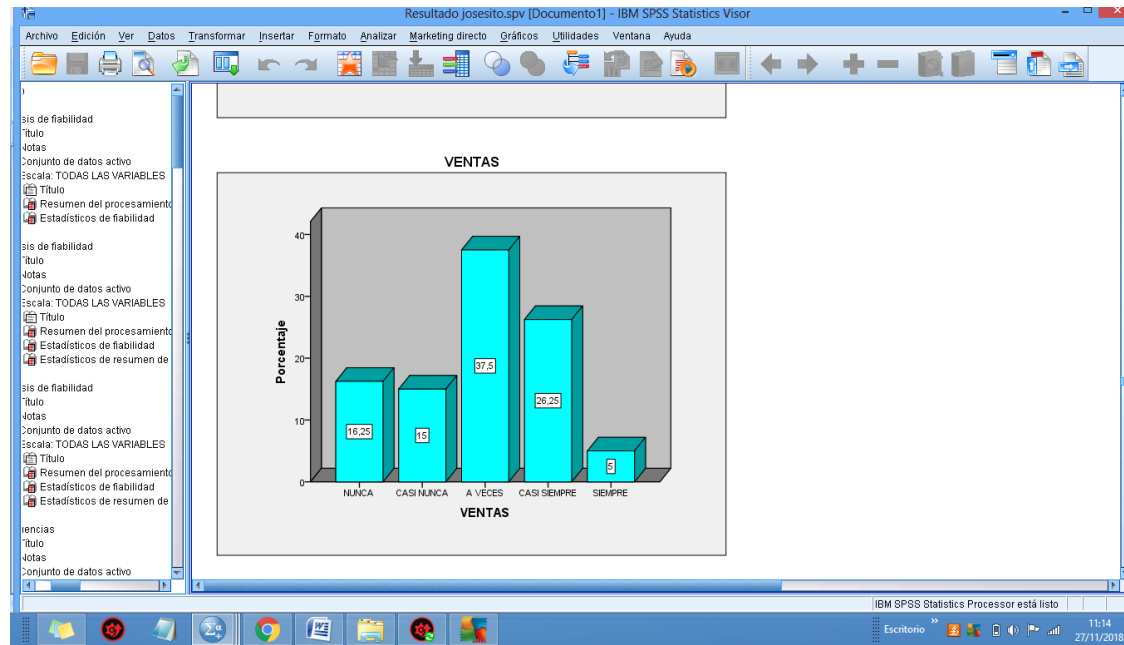 Resultado josesito.spv [Documento1] - IBM SPSS Statistics Visor
Archivo Edición Ver Datos Transformar Insertar Formato Analizar Marketing directo Gráficos Utilidades Ventana Ayuda
sis de fiabilidad
Título
Notas
Conjunto de datos activo
Escala: TODAS LAS VARIABLES
Título
Resumen del procesamiento
Estadísticos de fiabilidad
sis de fiabilidad
Título
Notas
Conjunto de datos activo
Escala: TODAS LAS VARIABLES
Título
Resumen del procesamiento
Estadísticos de fiabilidad
Estadísticos de resumen de
sis de fiabilidad
Título
Notas
Conjunto de datos activo
Escala: TODAS LAS VARIABLES
Título
Resumen del procesamiento
Estadísticos de fiabilidad
Estadísticos de resumen de
uencias
Título
Notas
Conjunto de datos activo
VENTAS
Porcentaje
40
30
20
10
0
16,25
15
37,5
26,25
5
NUNCA CASI NUNCA A VECES CASI SIEMPRE SIEMPRE
VENTAS
IBM SPSS Statistics Processor está listo
Escritorio
11:14
27/11/2018